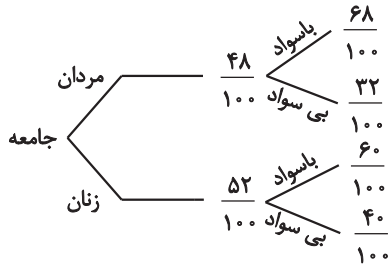 جامعه
مردان
۴۸/۱۰۰
باسواد
۶۸/۱۰۰
بی سواد
۳۲/۱۰۰
زنان
۵۲/۱۰۰
باسواد
۶۰/۱۰۰
بی سواد
۴۰/۱۰۰